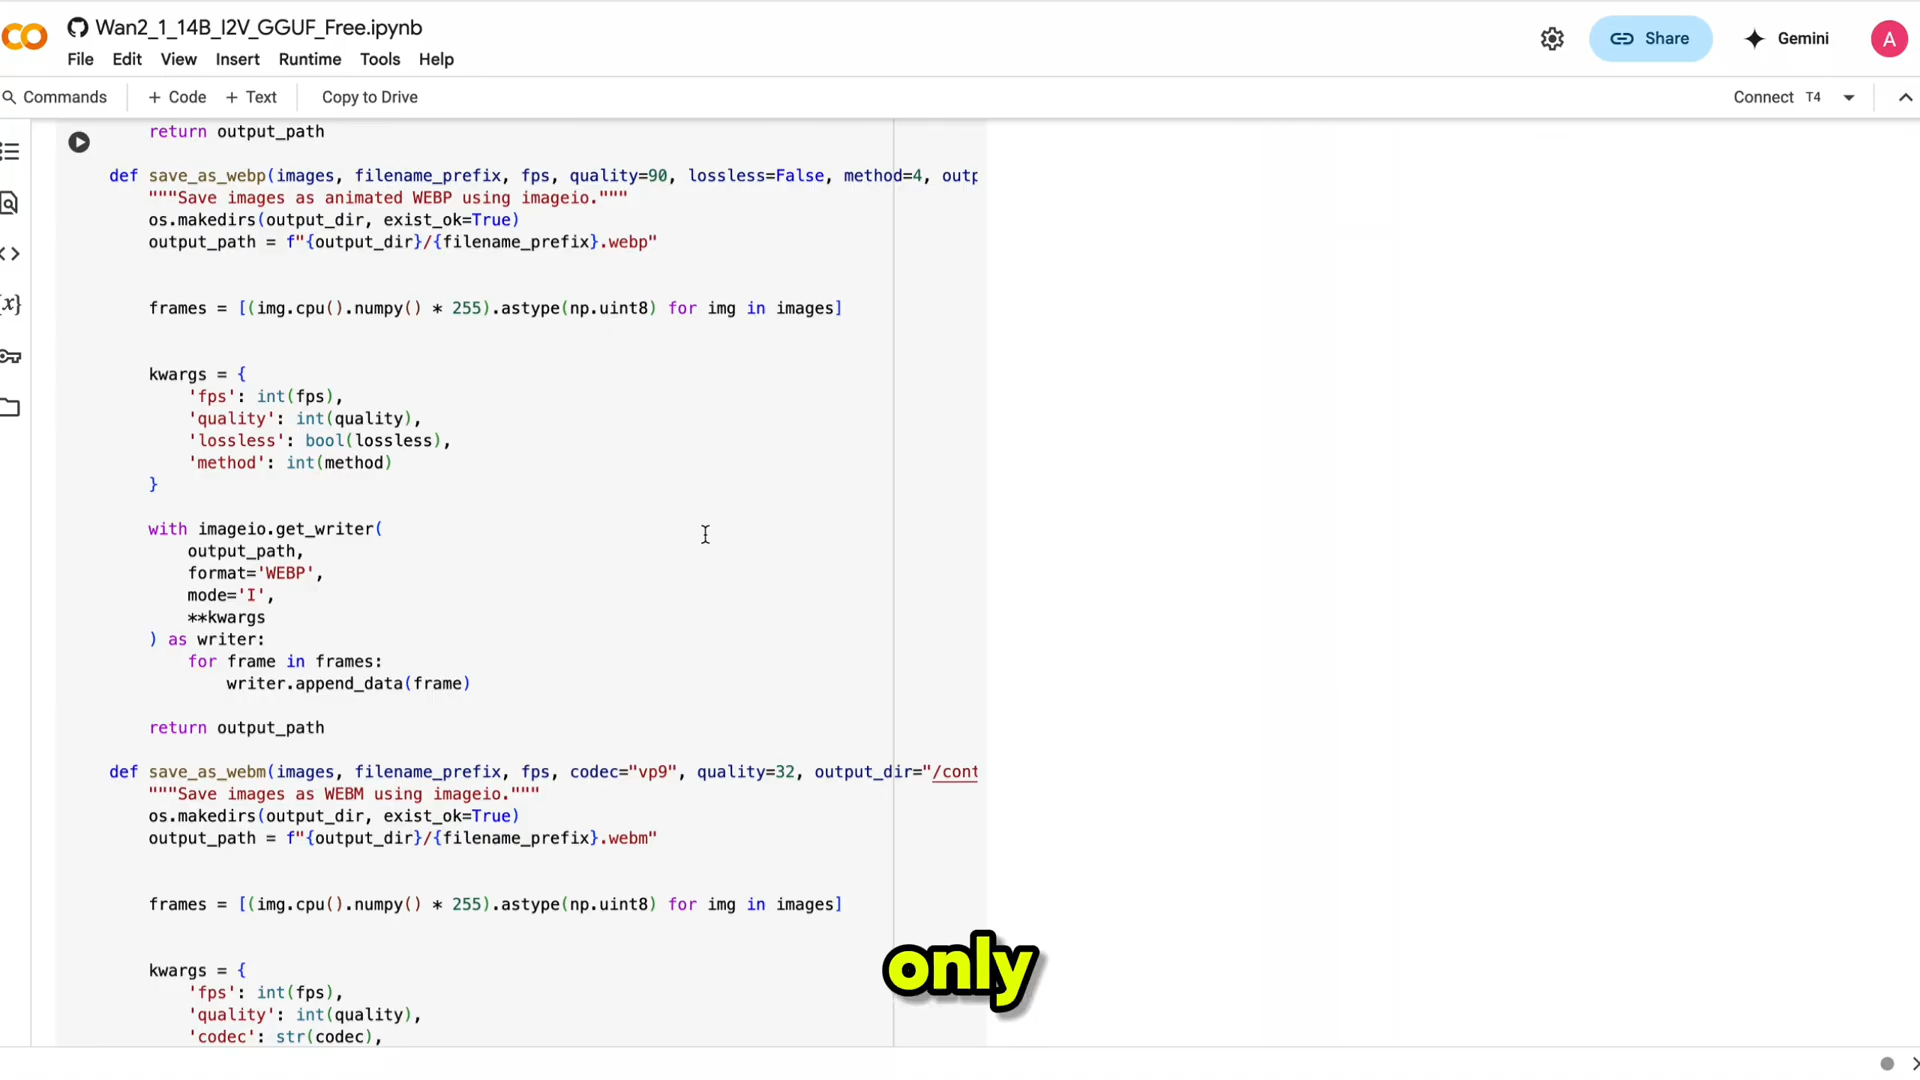 Wan2_1_14B_I2V_GGUF_Free.ipynb
File Edit View Insert Runtime Tools Help
Share
Gemini
A
Commands
+ Code + Text
Copy to Drive
Connect T4
return output_path
def save_as_webp(images, filename_prefix, fps, quality=90, lossless=False, method=4, outp
"""Save images as animated WEBP using imageio."""
os.makedirs(output_dir, exist_ok=True)
output_path = f"{output_dir}/{filename_prefix}.webp"
frames = [(img.cpu().numpy() * 255).astype(np.uint8) for img in images]
kwargs = {
'fps': int(fps),
'quality': int(quality),
'lossless': bool(lossless),
'method': int(method)
}
with imageio.get_writer(
output_path,
format='WEBP',
mode='I',
**kwargs
) as writer:
for frame in frames:
writer.append_data(frame)
return output_path
def save_as_webm(images, filename_prefix, fps, codec="vp9", quality=32, output_dir="/cont
"""Save images as WEBM using imageio."""
os.makedirs(output_dir, exist_ok=True)
output_path = f"{output_dir}/{filename_prefix}.webm"
frames = [(img.cpu().numpy() * 255).astype(np.uint8) for img in images]
kwargs = {
'fps': int(fps),
'quality': int(quality),
'codec': str(codec),
only